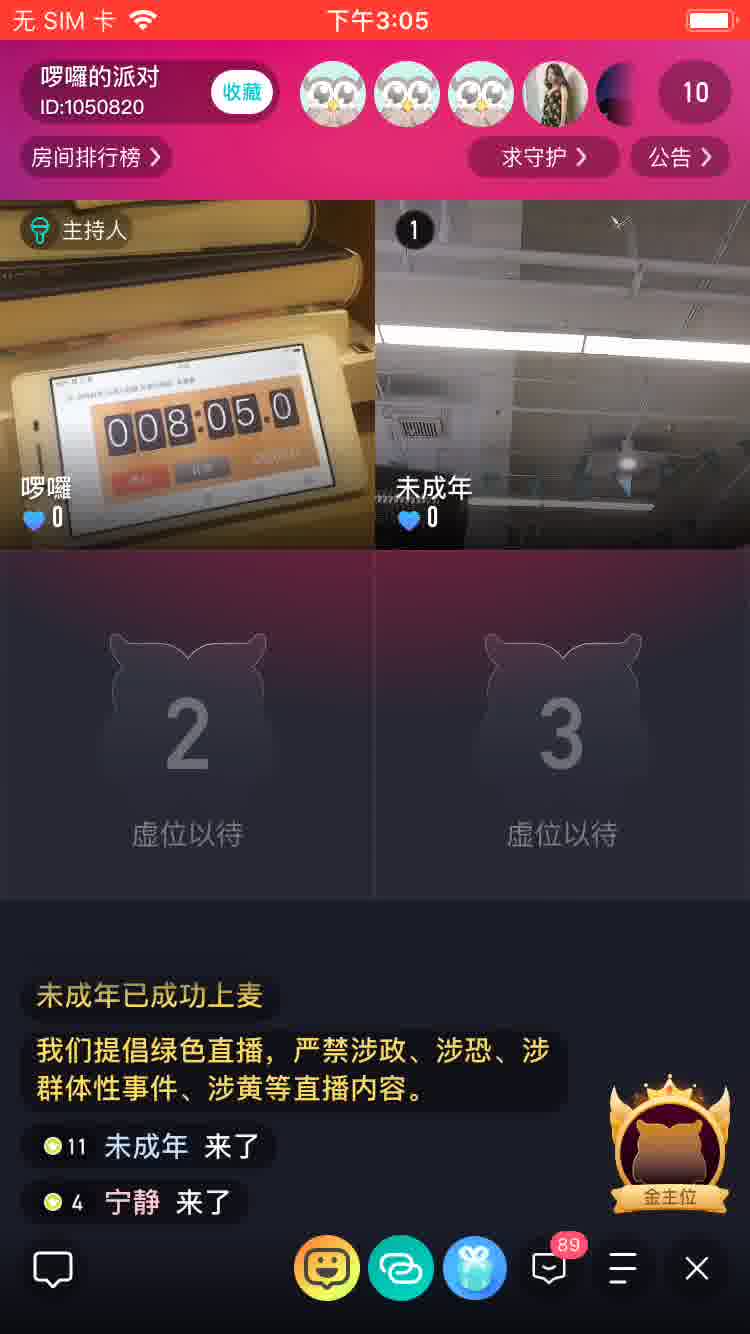 无 SIM 卡
下午3:05
啰囉的派对
ID:1050820
收藏
10
房间排行榜
求守护
公告
主持人
1
008:05.0
啰囉
0
未成年
0
2
虚位以待
3
虚位以待
未成年已成功上麦
我们提倡绿色直播，严禁涉政、涉恐、涉
群体性事件、涉黄等直播内容。
11 未成年 来了
4 宁静 来了
金主位
89